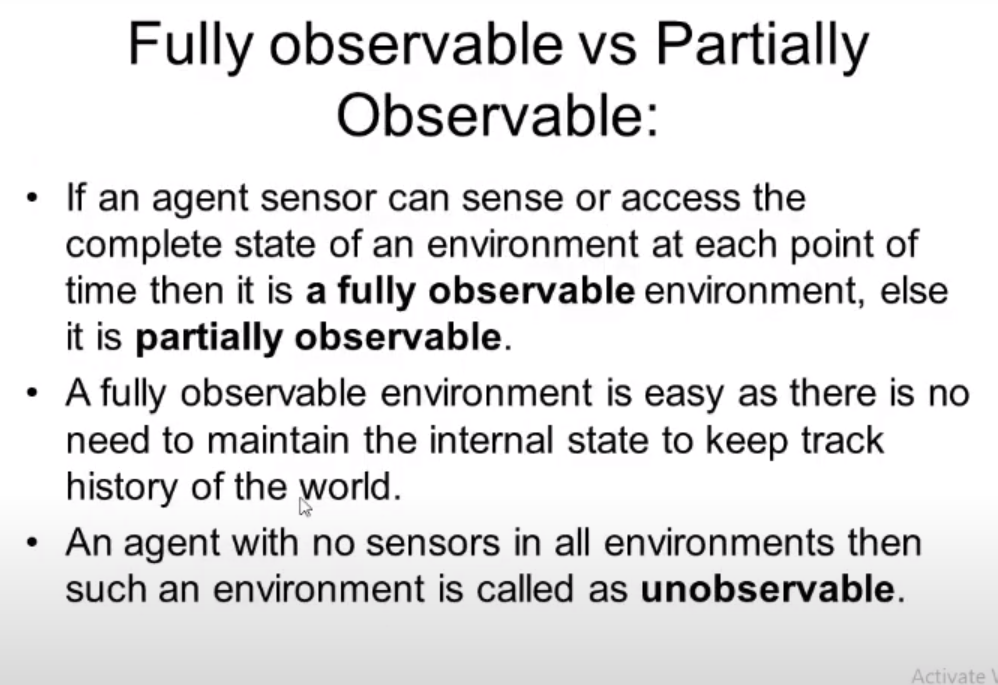 Fully observable vs Partially
Observable:
• If an agent sensor can sense or access the
complete state of an environment at each point of
time then it is a fully observable environment, else
it is partially observable.
• A fully observable environment is easy as there is no
need to maintain the internal state to keep track
history of the world.
• An agent with no sensors in all environments then
such an environment is called as unobservable.
Activate